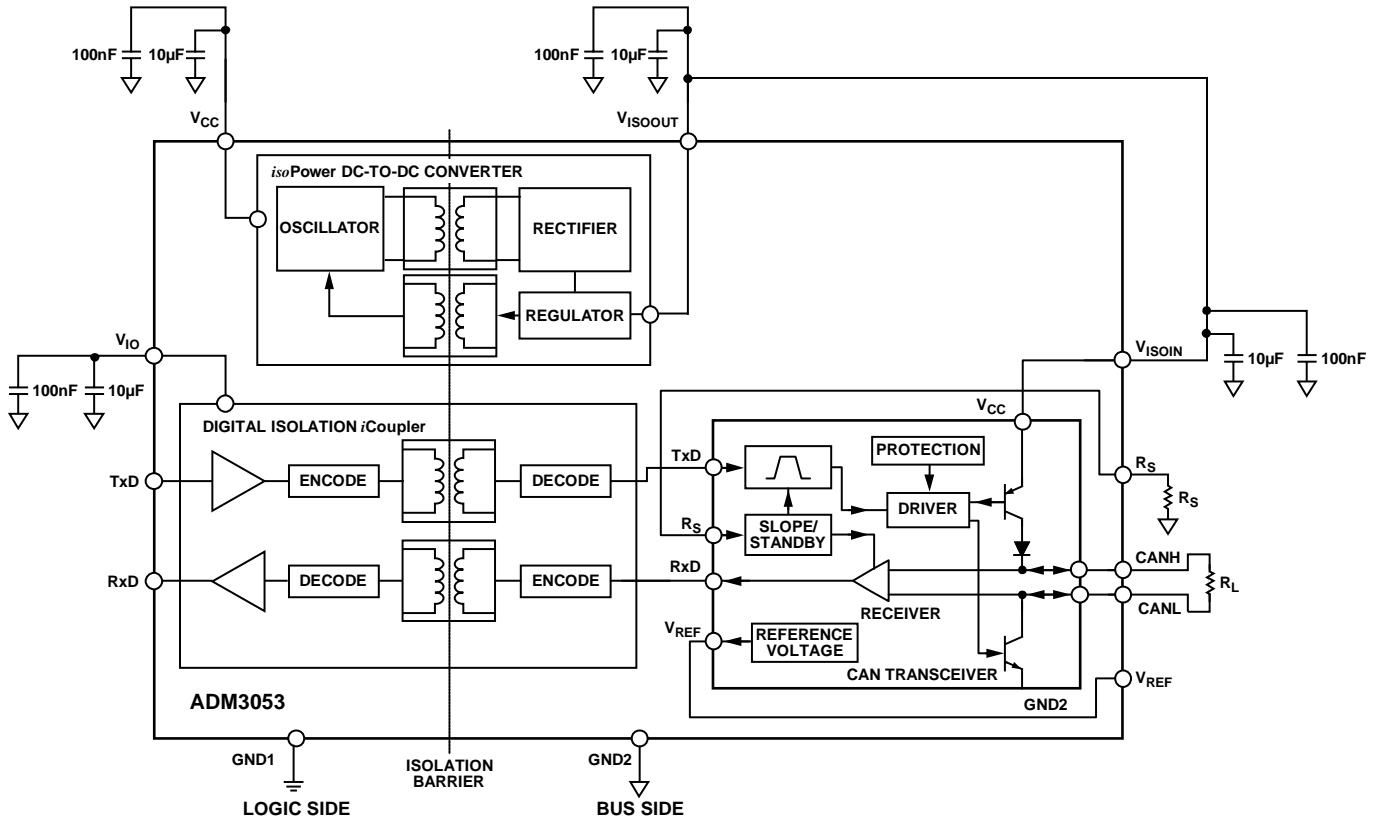 100nF 10µF
100nF 10µF
VCC
VISOOUT
isoPower DC-TO-DC CONVERTER
OSCILLATOR
RECTIFIER
REGULATOR
VIO
100nF 10µF
VISOIN
10µF 100nF
DIGITAL ISOLATION iCoupler
VCC
TxD
ENCODE
DECODE
TxD
PROTECTION
DRIVER
RS
RS
RS
SLOPE/
STANDBY
RxD
DECODE
ENCODE
RxD
RECEIVER
CANH
RL
CANL
VREF
REFERENCE
VOLTAGE
CAN TRANSCEIVER
VREF
GND2
ADM3053
GND1
ISOLATION
BARRIER
GND2
LOGIC SIDE
BUS SIDE